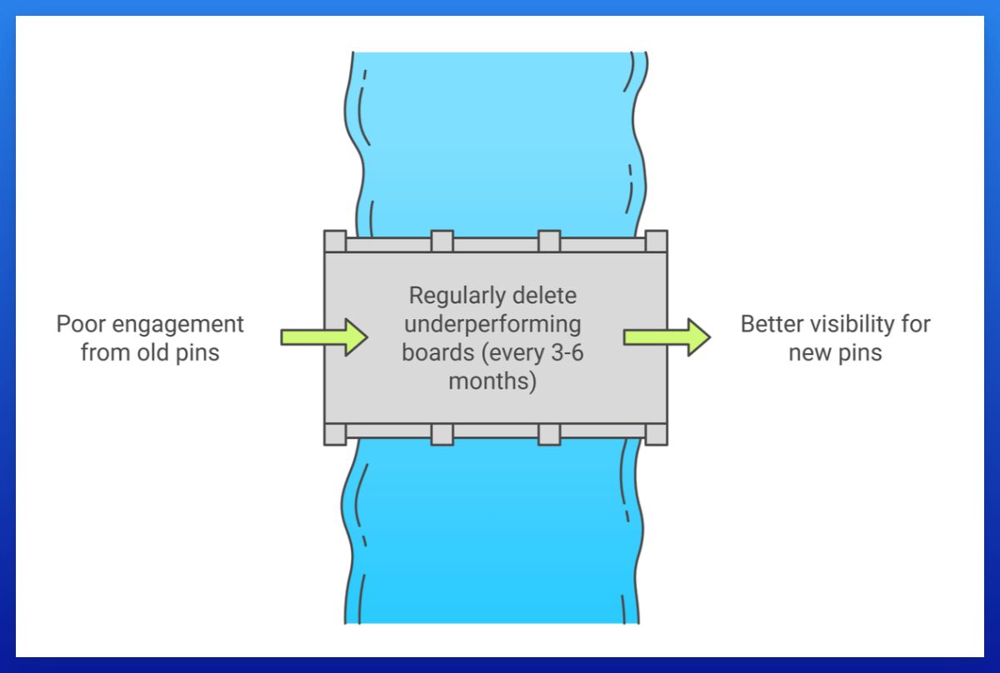 Poor engagement
from old pins
Regularly delete
underperforming
boards (every 3-6
months)
Better visibility for
new pins